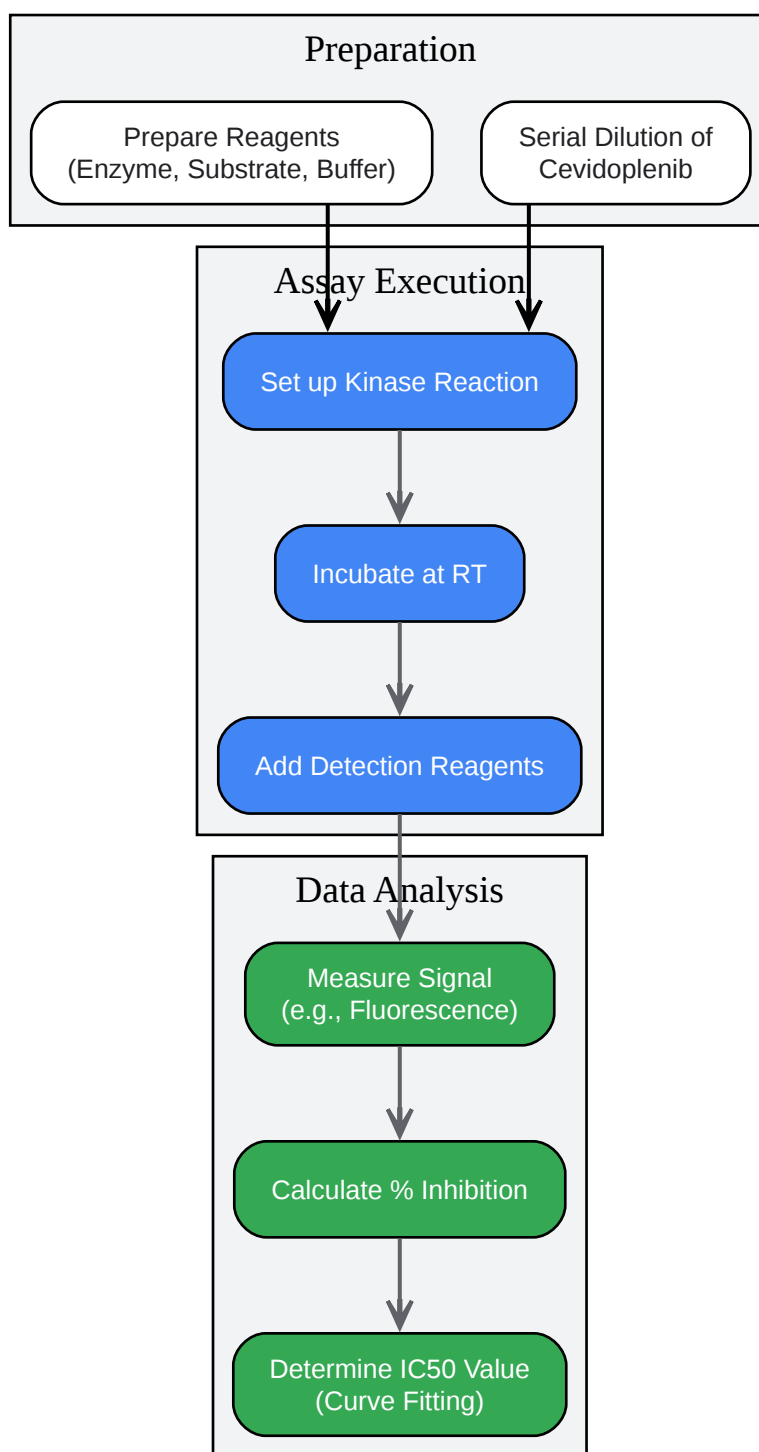 Preparation
Prepare Reagents
(Enzyme, Substrate, Buffer)
Serial Dilution of
Cevidoplenib
Assay Execution
Set up Kinase Reaction
Incubate at RT
Add Detection Reagents
Data Analysis
Measure Signal
(e.g., Fluorescence)
Calculate % Inhibition
Determine IC50 Value
(Curve Fitting)